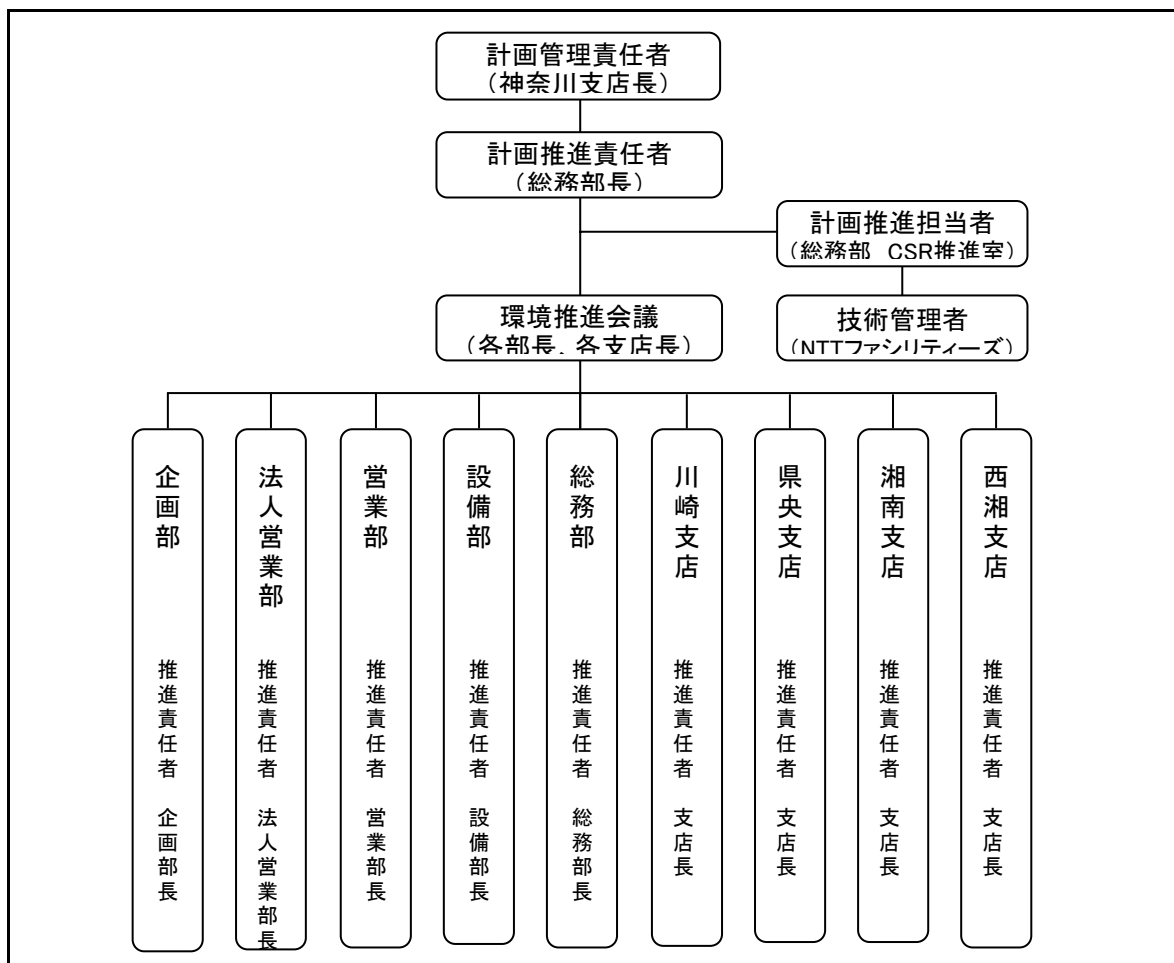 計画管理責任者
（神奈川支店長）
計画推進責任者
（総務部長）
計画推進担当者
（総務部 CSR推進室）
環境推進会議
（各部長、各支店長）
技術管理者
（NTTファシリティーズ）
企画部 推進責任者 企画部長
法人営業部 推進責任者 法人営業部長
営業部 推進責任者 営業部長
設備部 推進責任者 設備部長
総務部 推進責任者 総務部長
川崎支店 推進責任者 支店長
県央支店 推進責任者 支店長
湘南支店 推進責任者 支店長
西湘支店 推進責任者 支店長